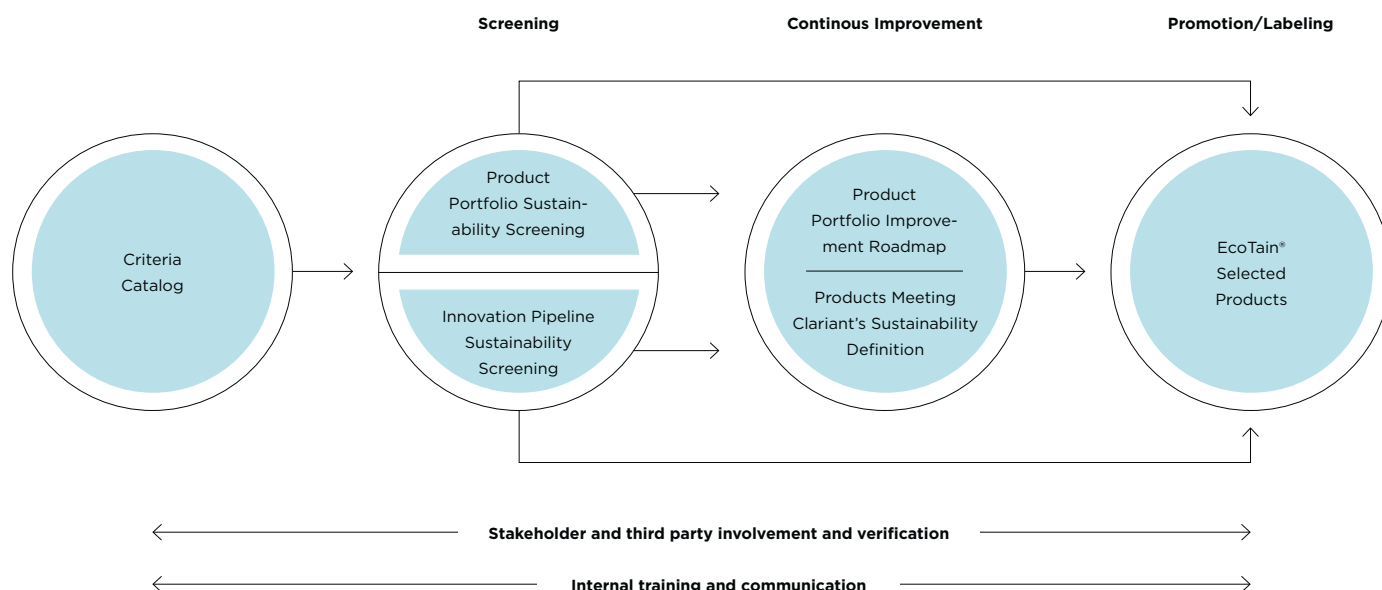 Screening
Continous Improvement
Promotion/Labeling
Criteria
Catalog
Product
Portfolio Sustain-
ability Screening
Innovation Pipeline
Sustainability
Screening
Product
Portfolio Improve-
ment Roadmap
Products Meeting
Clariant's Sustainability
Definition
EcoTain®
Selected
Products
Stakeholder and third party involvement and verification
Internal training and communication